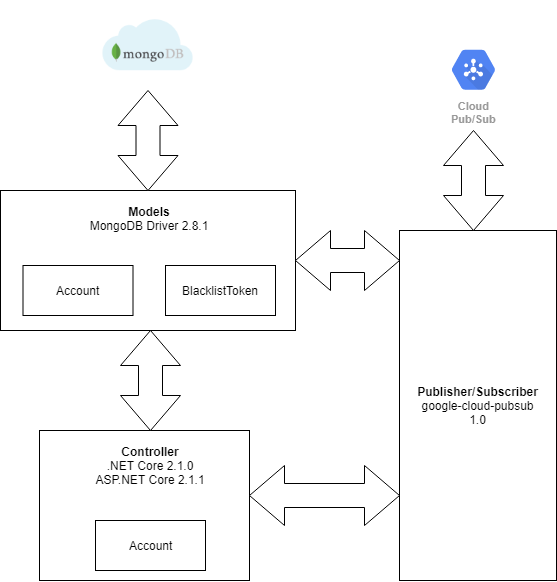 mongoDB
Cloud
Pub/Sub
Models
MongoDB Driver 2.8.1
Account
BlacklistToken
Publisher/Subscriber
google-cloud-pubsub
1.0
Controller
.NET Core 2.1.0
ASP.NET Core 2.1.1
Account